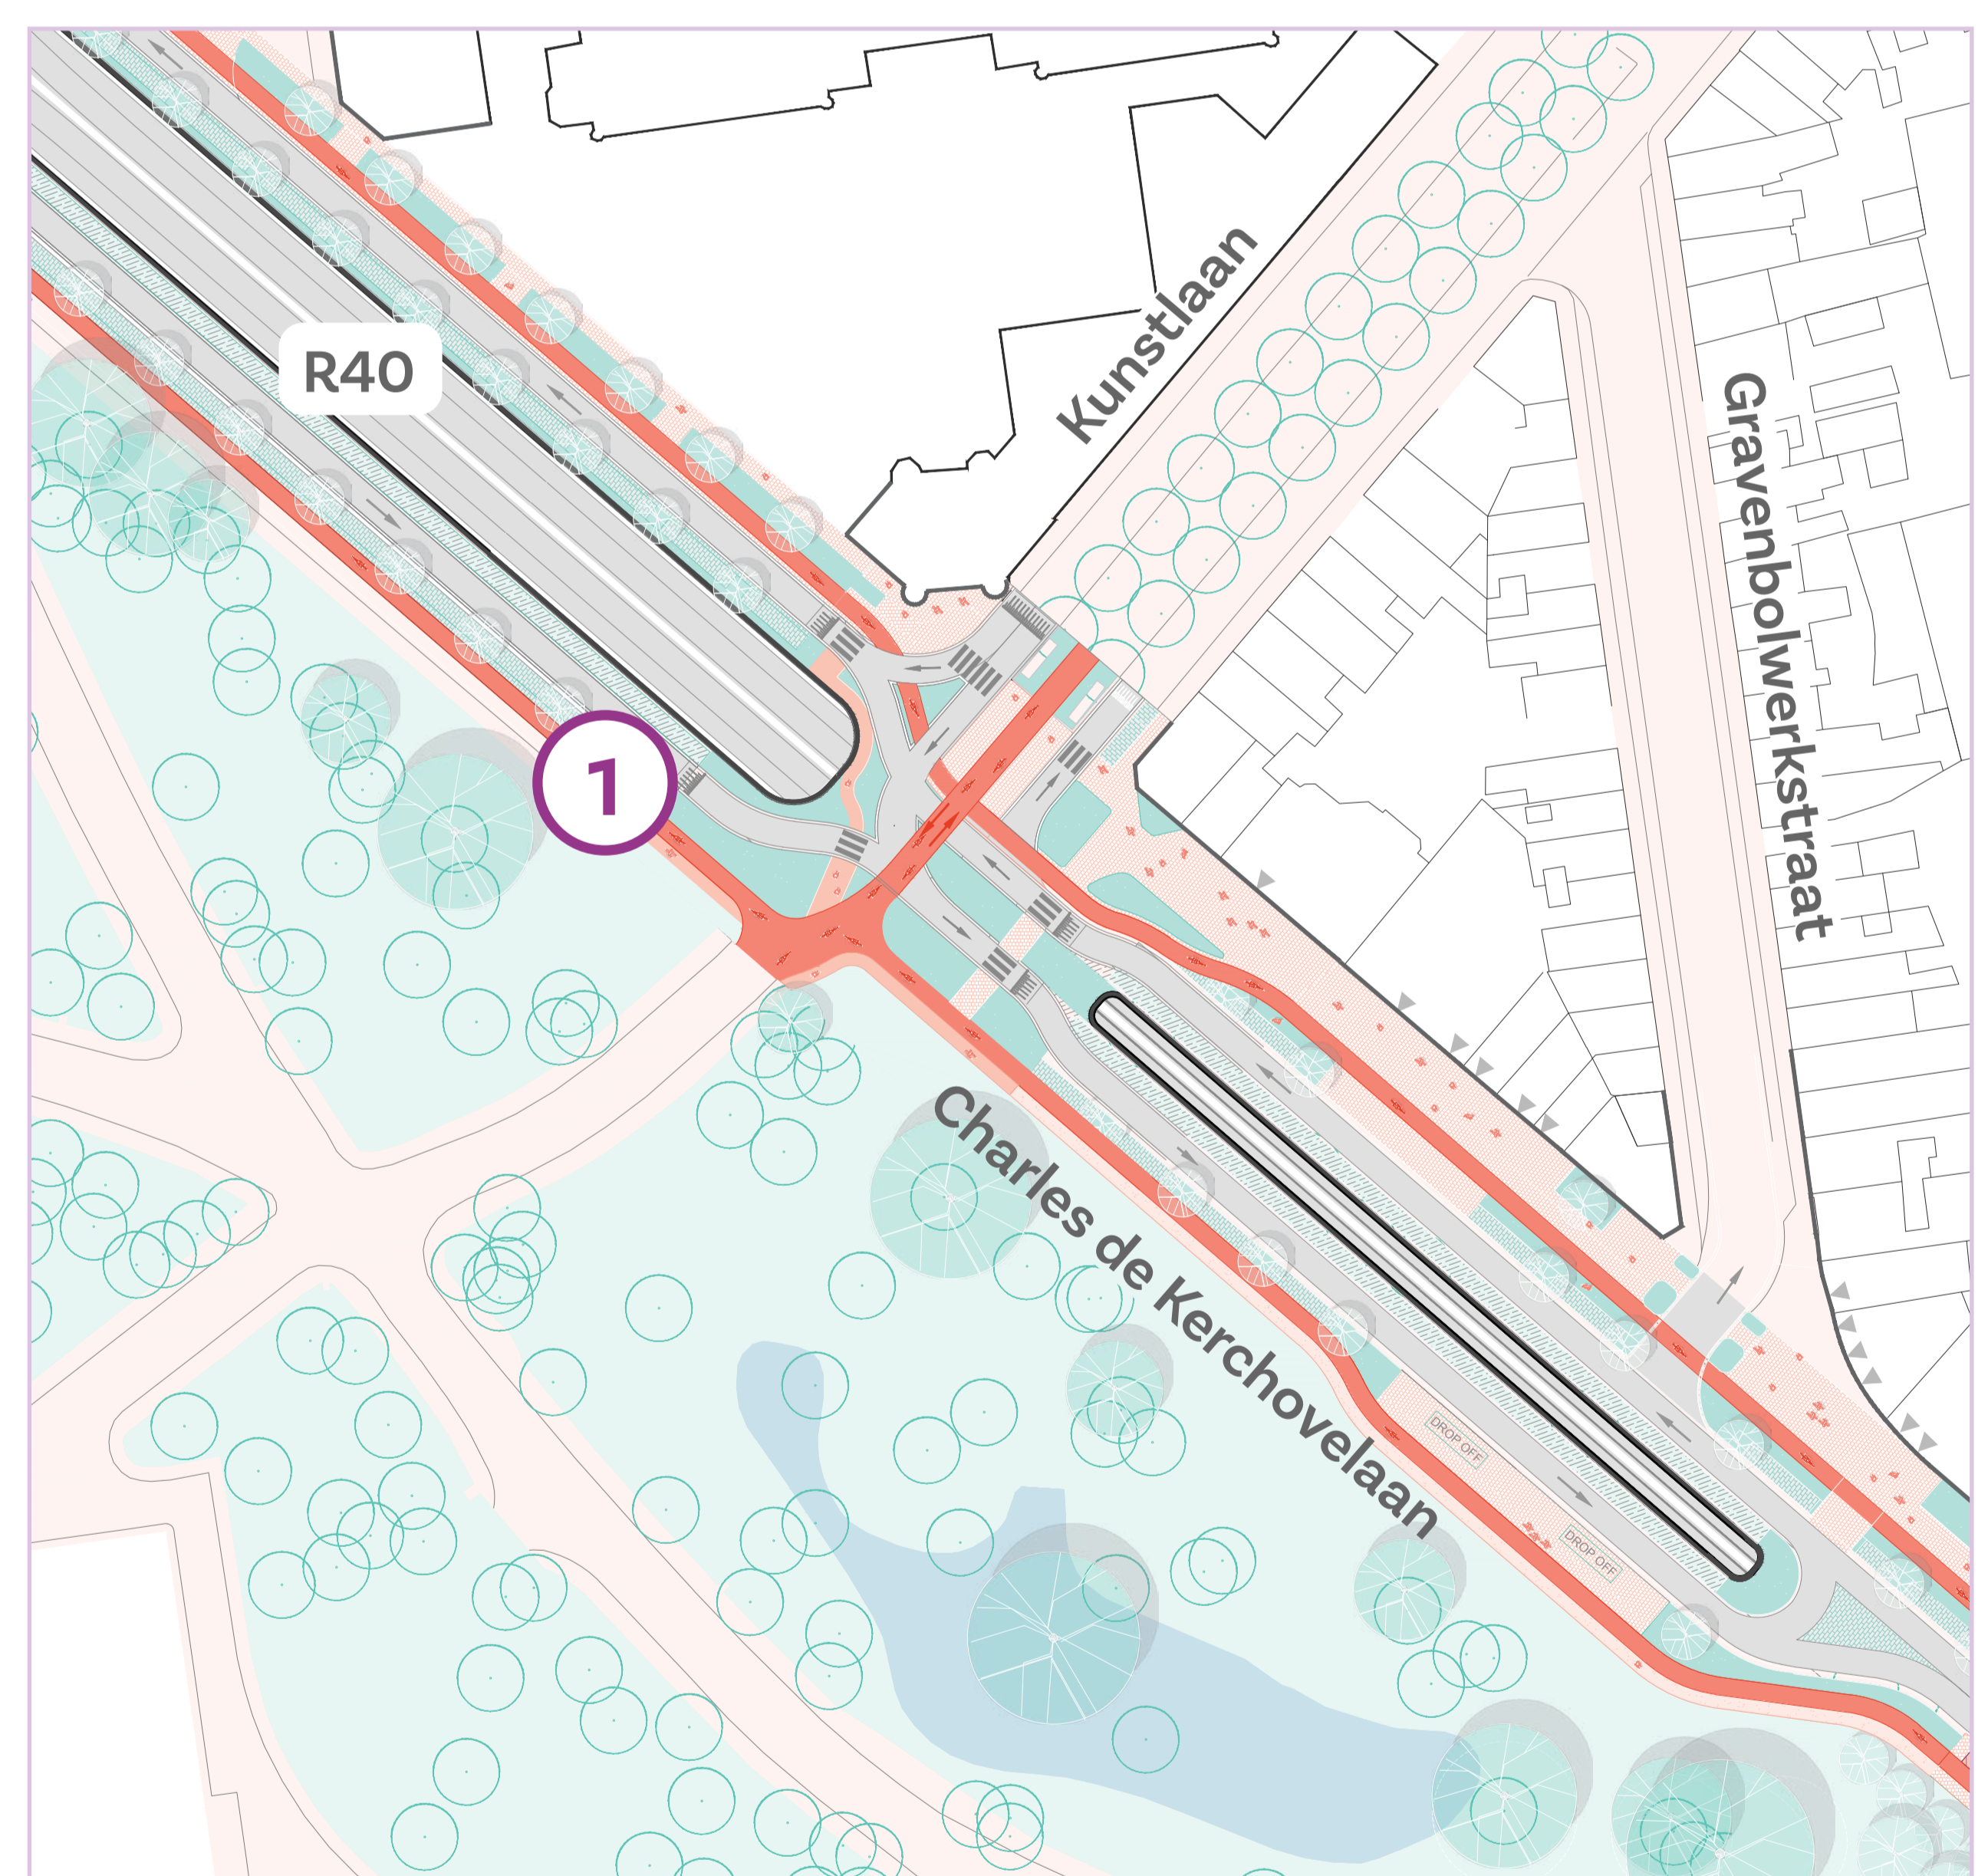 Kunstlaan
R40
Gravenbolwerkstraat
1
Charles de Kerchovelaan
DROP OFF
DROP OFF